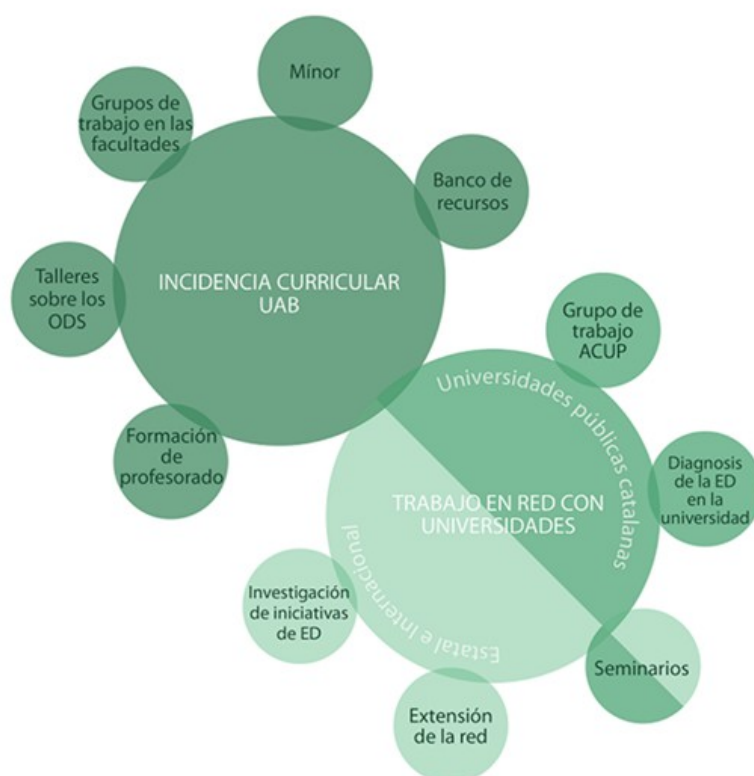 Mínor
Grupos de
trabajo en las
facultades
Banco de
recursos
INCIDENCIA CURRICULAR
UAB
Talleres
sobre los
ODS
Formación
de
profesorado
Grupo de
trabajo
ACUP
Universidades públicas catalanas
Diagnosis
de la ED
en la
universidad
TRABAJO EN RED CON
UNIVERSIDADES
Estatal e Internacional
Investigación
de iniciativas
de ED
Seminarios
Extensión
de la red